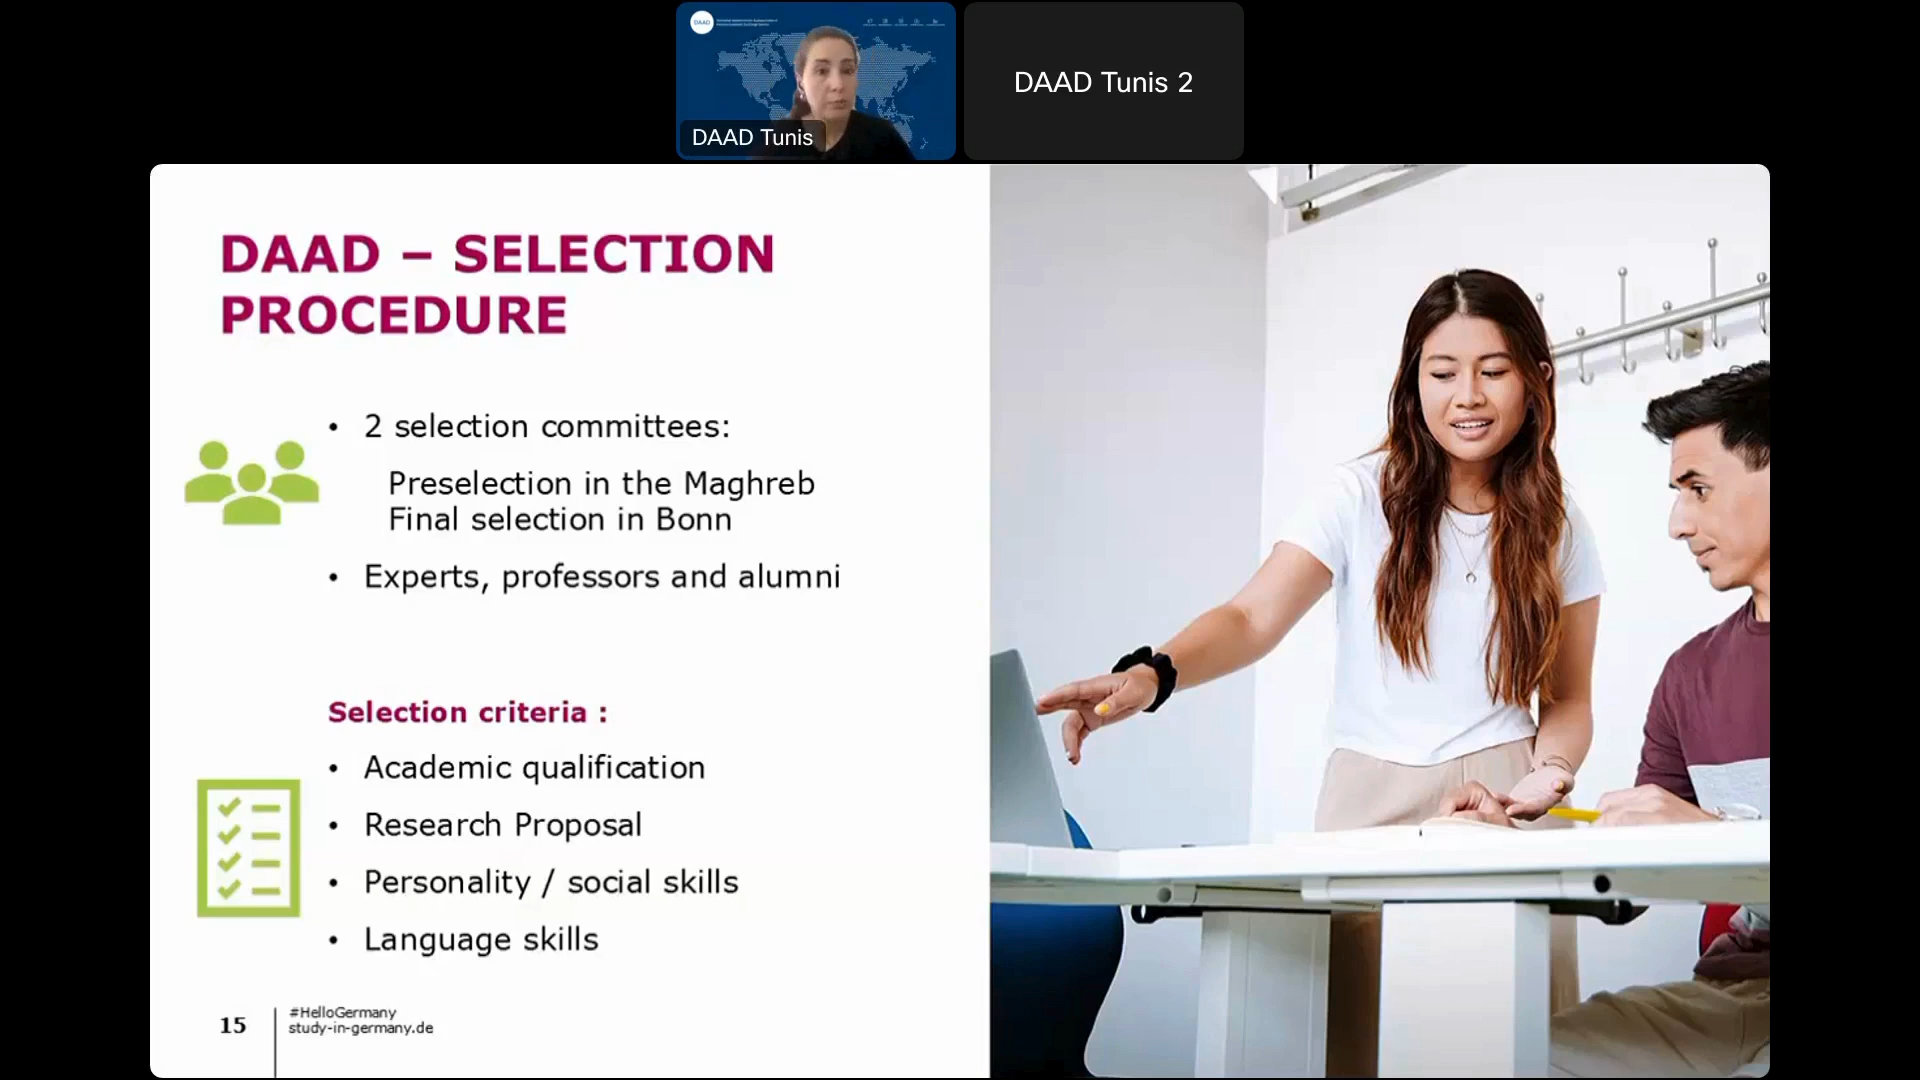 DAAD
DAAD Tunis
DAAD Tunis 2
DAAD – SELECTION
PROCEDURE
• 2 selection committees:
Preselection in the Maghreb
Final selection in Bonn
• Experts, professors and alumni
Selection criteria :
• Academic qualification
• Research Proposal
• Personality / social skills
• Language skills
15
#HelloGermany
study-in-germany.de